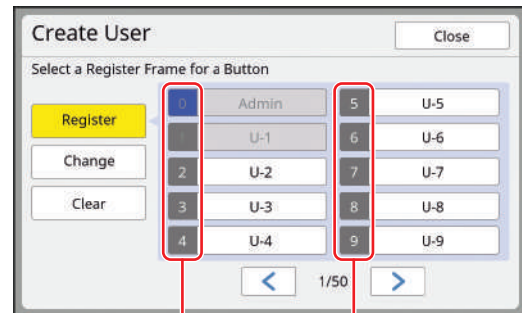 Create User
Close
Select a Register Frame for a Button
Register
Change
Clear
0 Admin 5 U-5
1 U-1 6 U-6
2 U-2 7 U-7
3 U-3 8 U-8
4 U-4 9 U-9
< 1/50 >